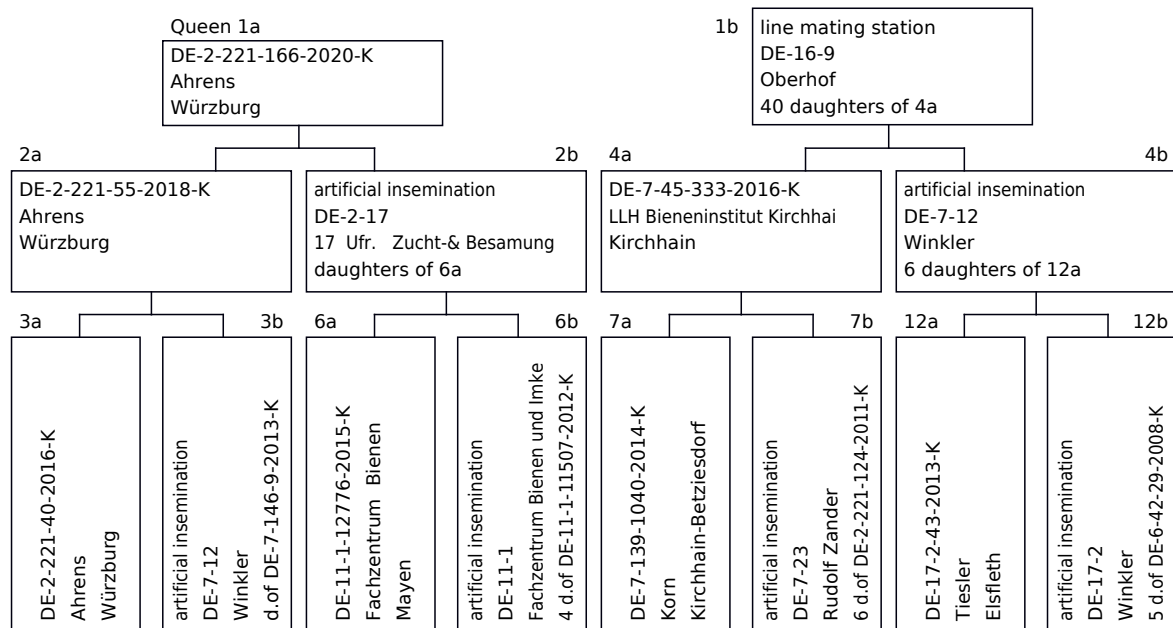 Queen 1a
DE-2-221-166-2020-K
Ahrens
Würzburg
1b
line mating station
DE-16-9
Oberhof
40 daughters of 4a
2a
DE-2-221-55-2018-K
Ahrens
Würzburg
2b
artificial insemination
DE-2-17
17 Ufr. Zucht-& Besamung
daughters of 6a
4a
DE-7-45-333-2016-K
LLH Bieneninstitut Kirchhai
Kirchhain
4b
artificial insemination
DE-7-12
Winkler
6 daughters of 12a
3a
DE-2-221-40-2016-K
Ahrens
Würzburg
3b
artificial insemination
DE-7-12
Winkler
d.of DE-7-146-9-2013-K
6a
DE-11-1-12776-2015-K
Fachzentrum Bienen
Mayen
6b
artificial insemination
DE-11-1
Fachzentrum Bienen und Imke
4 d.of DE-11-1-11507-2012-K
7a
DE-7-139-1040-2014-K
Korn
Kirchhain-Betziesdorf
7b
artificial insemination
DE-7-23
Rudolf Zander
6 d.of DE-2-221-124-2011-K
12a
DE-17-2-43-2013-K
Tiesler
Elsfleth
12b
artificial insemination
DE-17-2
Winkler
5 d.of DE-6-42-29-2008-K